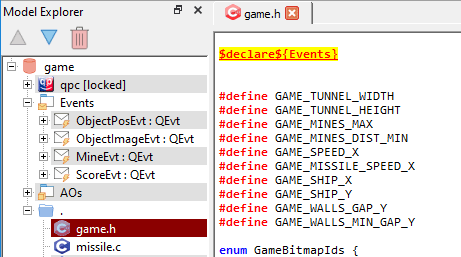 Model Explorer
game
qpc [locked]
Events
ObjectPosEvt : QEvt
ObjectImageEvt : QEvt
MineEvt : QEvt
ScoreEvt : QEvt
AOs
.
game.h
missile.c
game.h
$declare${Events}
#define GAME_TUNNEL_WIDTH
#define GAME_TUNNEL_HEIGHT
#define GAME_MINES_MAX
#define GAME_MINES_DIST_MIN
#define GAME_SPEED_X
#define GAME_MISSILE_SPEED_X
#define GAME_SHIP_X
#define GAME_SHIP_Y
#define GAME_WALLS_GAP_Y
#define GAME_WALLS_MIN_GAP_Y
enum GameBitmapIds {